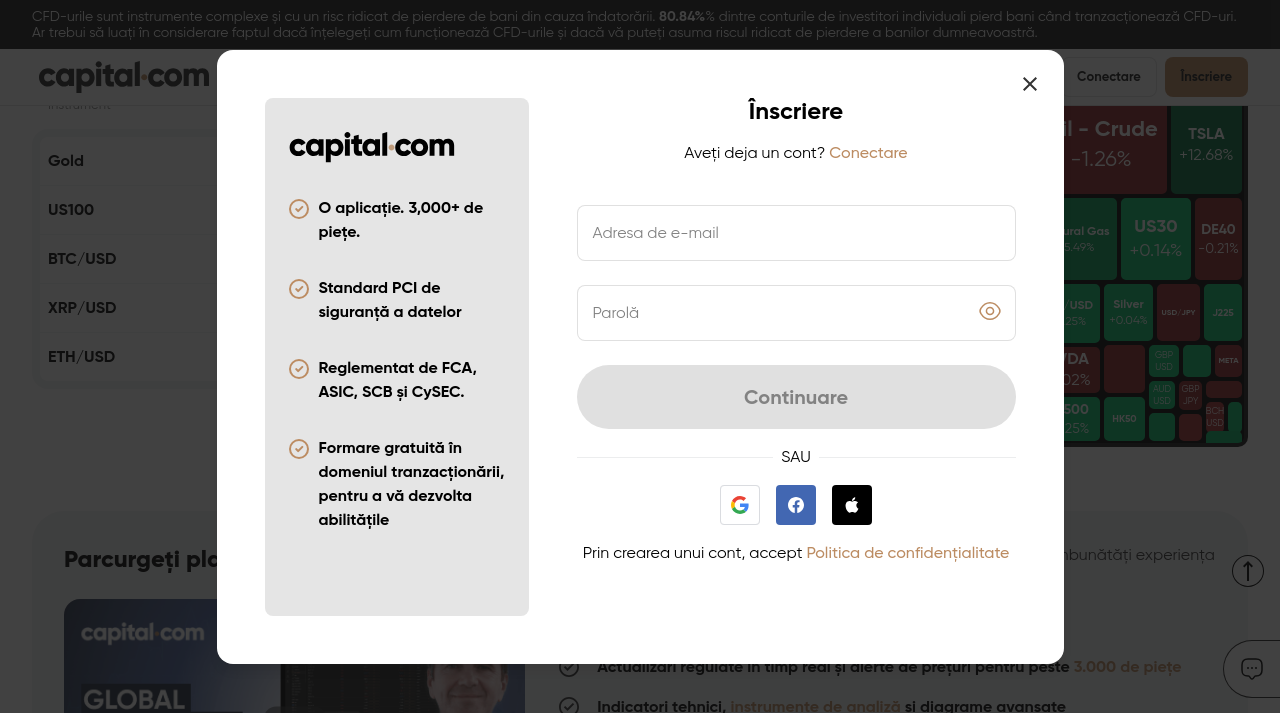 CFD-urile sunt instrumente complexe și cu un risc ridicat de pierdere de bani din cauza îndatorării. 80.84%% dintre conturile de investitori individuali pierd bani când tranzacționează CFD-uri.
Ar trebui să luați în considerare faptul dacă înțelegeți cum funcționează CFD-urile și dacă vă puteți asuma riscul ridicat de pierdere a banilor dumneavoastră.
capital.com
Conectare
Înscriere
Instrument
Gold
US100
BTC/USD
XRP/USD
ETH/USD
capital.com
O aplicație. 3,000+ de
piețe.
Standard PCI de
siguranță a datelor
Reglementat de FCA,
ASIC, SCB și CySEC.
Formare gratuită în
domeniul tranzacționării,
pentru a vă dezvolta
abilitățile
Înscriere
Aveți deja un cont? Conectare
Adresa de e-mail
Parolă
Continuare
SAU
Prin crearea unui cont, accept Politica de confidențialitate
Crude
-1.26%
TSLA
+12.68%
Gas
5.49%
US30
+0.14%
DE40
-0.21%
/USD
25%
Silver
+0.04%
USD/JPY
J225
02%
GBP
USD
META
AUD
USD
GBP
JPY
500
25%
HK50
BCH
USD
Parcurgeți
experiența
capital.com
GLOBAL
Actualizări regulate în timp real și alerte de prețuri pentru peste 3.000 de piețe
Indicatori tehnici, instrumente de analiză și diagrame avansate